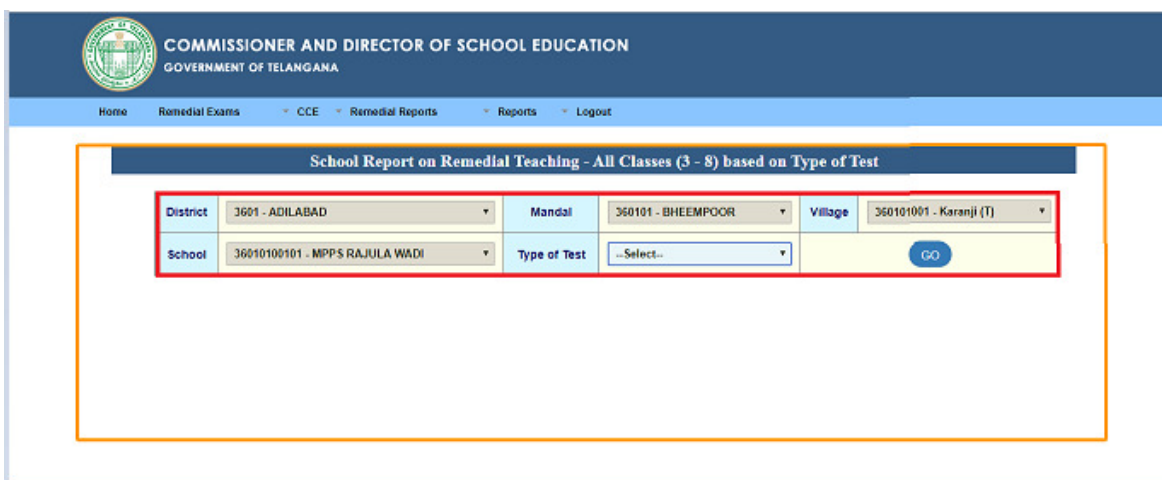 COMMISSIONER AND DIRECTOR OF SCHOOL EDUCATION
GOVERNMENT OF TELANGANA
Home Remedial Exams CCE Remedial Reports Reports Logout
School Report on Remedial Teaching - All Classes (3 - 8) based on Type of Test
District 3601 - ADILABAD Mandal 360101 - BHEEMPOOR Village 360101001 - Karanji (T)
School 36010100101 - MPPS RAJULA WADI Type of Test --Select-- GO